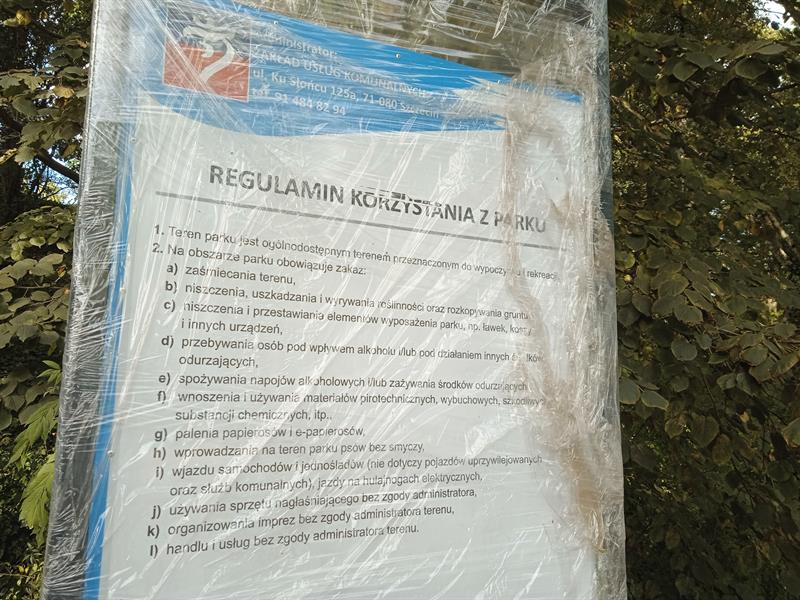 Administrator:
ZAKŁAD USŁUG KOMUNALNYCH
ul. Ku Słońcu 125a, 71-080 Szczecin
tel. 91 484 82 94
REGULAMIN KORZYSTANIA Z PARKU
1. Teren parku jest ogólnodostępnym terenem przeznaczonym do wypoczynku i rekreacji.
2. Na obszarze parku obowiązuje zakaz:
a) zaśmiecania terenu,
b) niszczenia, uszkadzania i wyrywania roślinności oraz rozkopywania gruntu,
c) niszczenia i przestawiania elementów wyposażenia parku, np. ławek, koszy
i innych urządzeń,
d) przebywania osób pod wpływem alkoholu i/lub pod działaniem innych środków
odurzających,
e) spożywania napojów alkoholowych i/lub zażywania środków odurzających,
f) wnoszenia i używania materiałów pirotechnicznych, wybuchowych, szkodliwych
substancji chemicznych, itp.,
g) palenia papierosów i e-papierosów,
h) wprowadzania na teren parku psów bez smyczy,
i) wjazdu samochodów i jednośladów (nie dotyczy pojazdów uprzywilejowanych
oraz służb komunalnych), jazdy na hulajnogach elektrycznych,
j) używania sprzętu nagłaśniającego bez zgody administratora,
k) organizowania imprez bez zgody administratora terenu,
l) handlu i usług bez zgody administratora terenu.